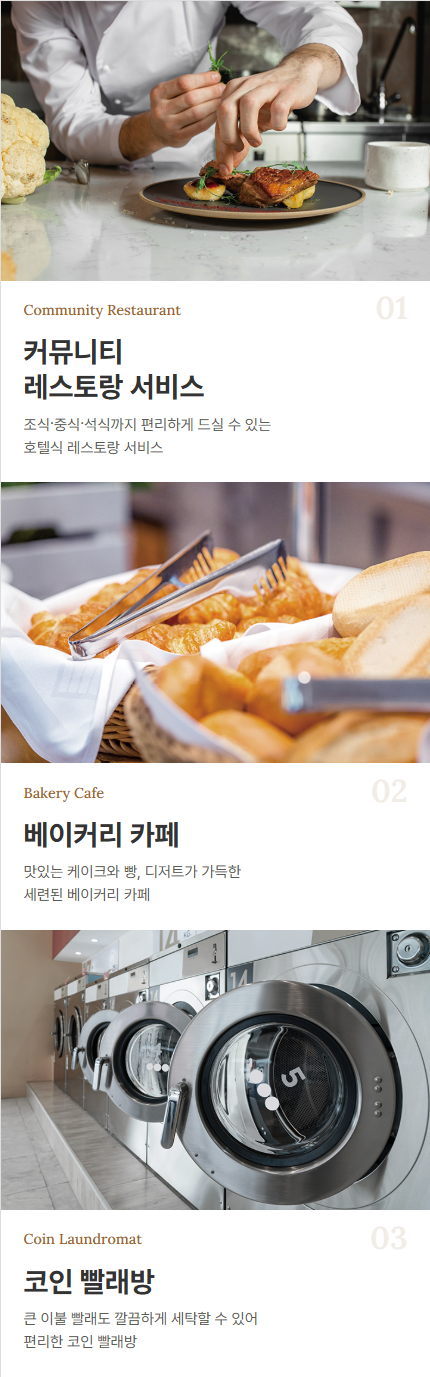 Community Restaurant
01
커뮤니티
레스토랑 서비스
조식·중식·석식까지 편리하게 드실 수 있는
호텔식 레스토랑 서비스
Bakery Cafe
02
베이커리 카페
맛있는 케이크와 빵, 디저트가 가득한
세련된 베이커리 카페
14
14
5
Coin Laundromat
03
코인 빨래방
큰 이불 빨래도 깔끔하게 세탁할 수 있어
편리한 코인 빨래방